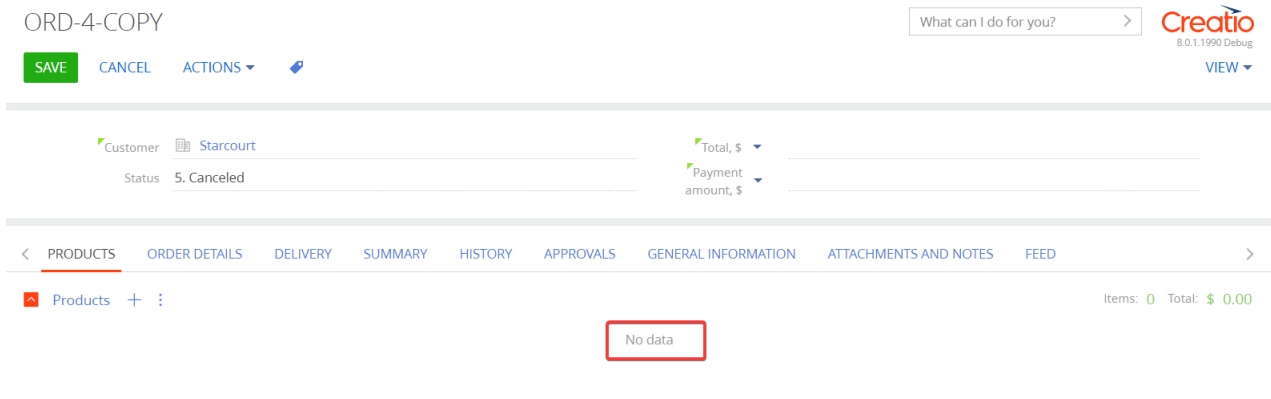 ORD-4-COPY
What can I do for you?
Creatio
8.0.1.1990 Debug
SAVE CANCEL ACTIONS VIEW
Customer Starcourt Total, $
Status 5. Canceled Payment amount, $
PRODUCTS ORDER DETAILS DELIVERY SUMMARY HISTORY APPROVALS GENERAL INFORMATION ATTACHMENTS AND NOTES FEED
Products Items: 0 Total: $ 0.00
No data